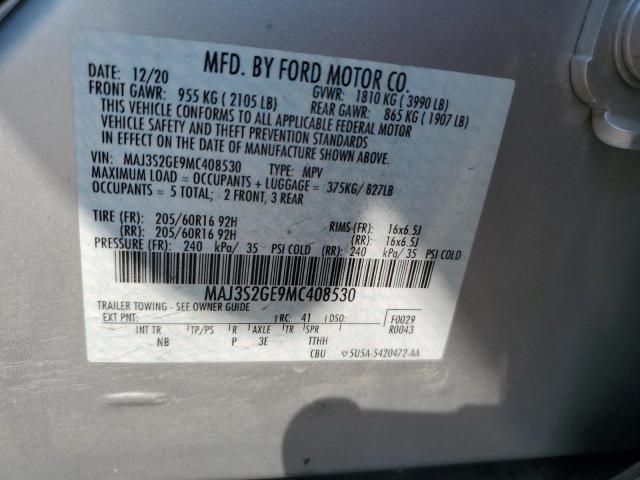 MFD. BY FORD MOTOR CO.
DATE: 12/20
GVWR: 1810 KG ( 3990 LB)
FRONT GAWR: 955 KG ( 2105 LB)
REAR GAWR: 865 KG ( 1907 LB)
THIS VEHICLE CONFORMS TO ALL APPLICABLE FEDERAL MOTOR
VEHICLE SAFETY AND THEFT PREVENTION STANDARDS
IN EFFECT ON THE DATE OF MANUFACTURE SHOWN ABOVE.
VIN: MAJ3S2GE9MC408530 TYPE: MPV
MAXIMUM LOAD = OCCUPANTS + LUGGAGE = 375KG/ 827LB
OCCUPANTS = 5 TOTAL; 2 FRONT, 3 REAR
TIRE (FR): 205/60R16 92H RIMS (FR): 16x6.5J
(RR): 205/60R16 92H (RR): 16x6.5J
PRESSURE (FR): 240 kPa/ 35 PSI COLD (RR): 240 kPa/ 35 PSI COLD
MAJ3S2GE9MC408530
TRAILER TOWING - SEE OWNER GUIDE
EXT PNT: RC: 41 DSO: F0029
R0043
INT TR TP/PS R AXLE TR SPR
NB P 3E TTHH
CBU 5U5A-5420472-AA